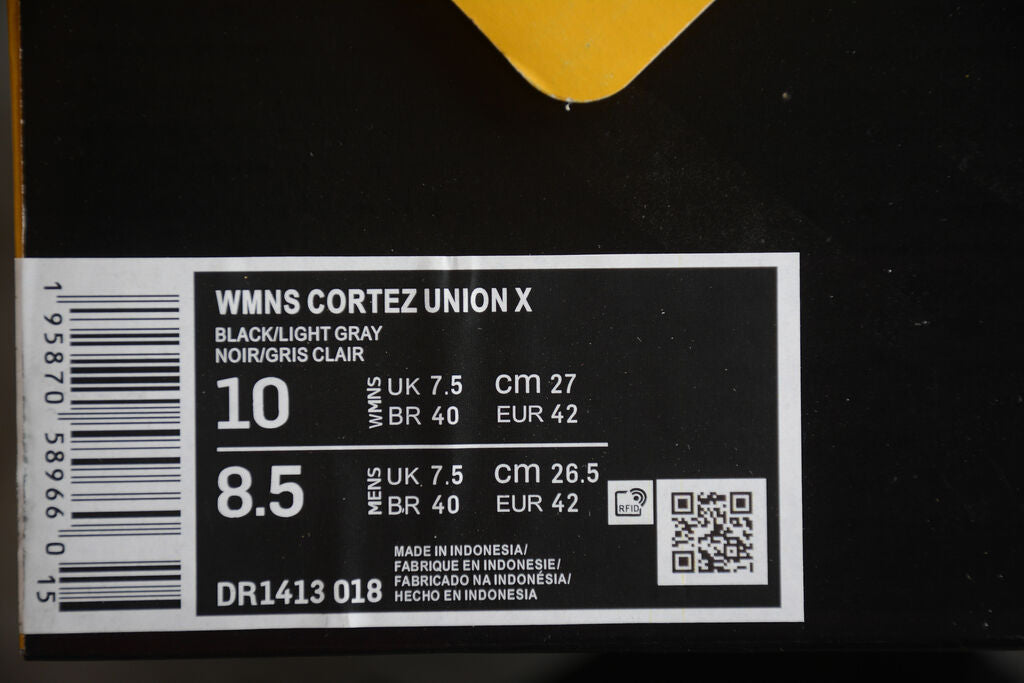 WMNS CORTEZ UNION X
BLACK/LIGHT GRAY
NOIR/GRIS CLAIR
10 WMNS UK 7.5 cm 27
BR 40 EUR 42
8.5 MENS UK 7.5 cm 26.5
BR 40 EUR 42
RFID
MADE IN INDONESIA/
FABRIQUE EN INDONESIE/
FABRICADO NA INDONÉSIA/
HECHO EN INDONESIA
DR1413 018
1 95870 58966 0 15